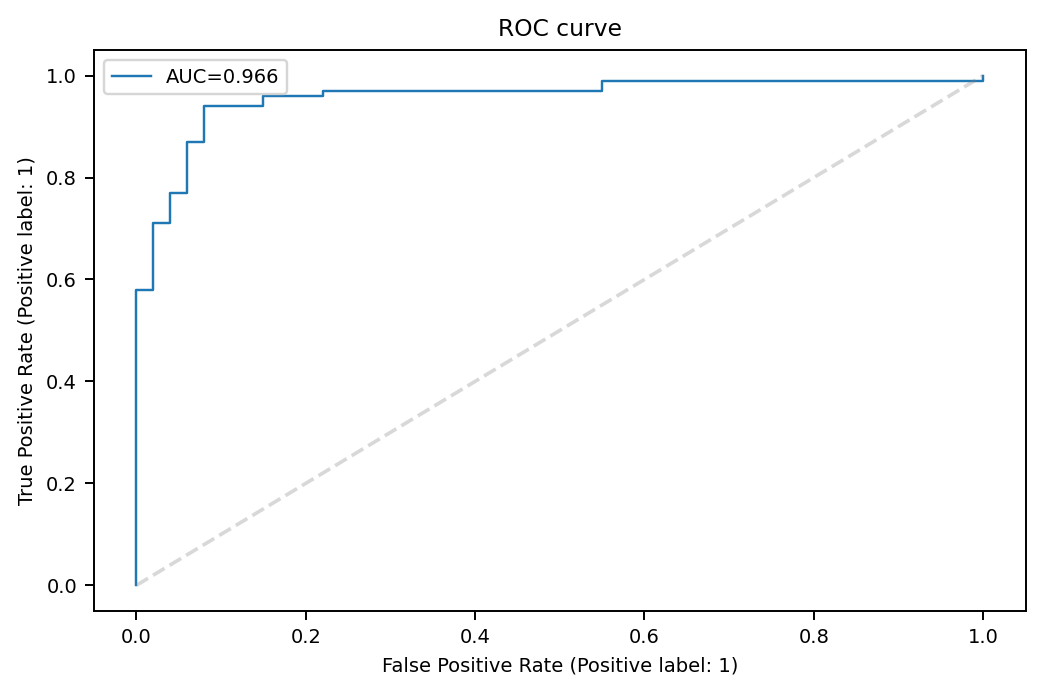 ROC curve
AUC=0.966
True Positive Rate (Positive label: 1)
1.0
0.8
0.6
0.4
0.2
0.0
0.0 0.2 0.4 0.6 0.8 1.0
False Positive Rate (Positive label: 1)